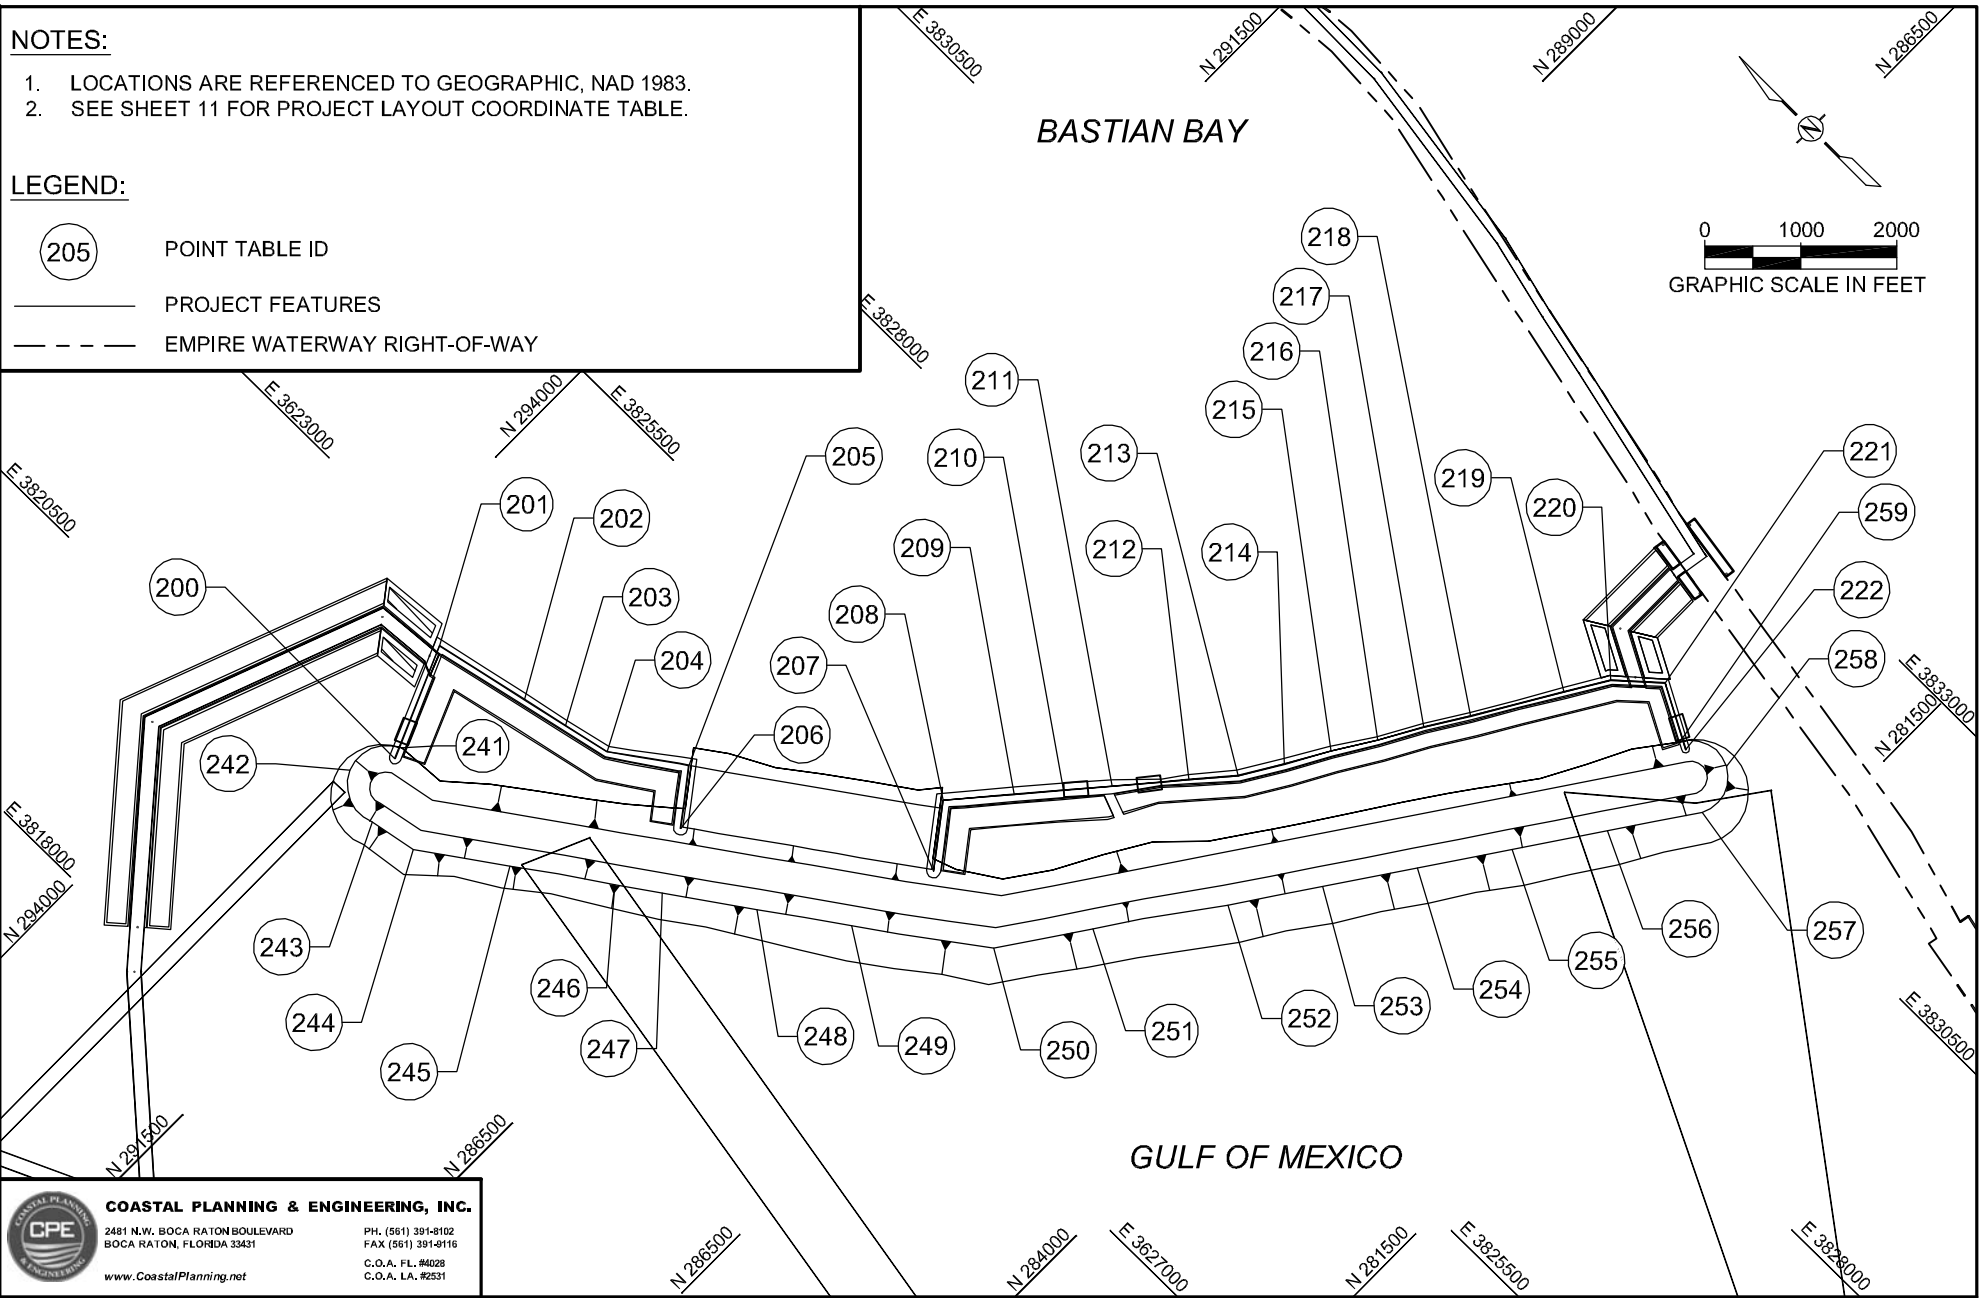 NOTES:
1. LOCATIONS ARE REFERENCED TO GEOGRAPHIC, NAD 1983.
2. SEE SHEET 11 FOR PROJECT LAYOUT COORDINATE TABLE.
LEGEND:
205 POINT TABLE ID
PROJECT FEATURES
EMPIRE WATERWAY RIGHT-OF-WAY
E 3830500
N 291500
N 289000
N 286500
BASTIAN BAY
N
0 1000 2000
GRAPHIC SCALE IN FEET
E 3828000
E 3623000
N 294000
E 3825500
E 3820500
218
217
216
211
215
205
210
213
221
219
201
202
220
259
209
212
214
200
203
208
222
204
207
258
E 3833000
206
241
242
N 281500
E 3818000
N 294000
243
256
257
246
255
244
254
253
252
248
251
247
249
250
245
E 3830500
N 291500
N 286500
GULF OF MEXICO
COASTAL PLANNING & ENGINEERING
CPE
COASTAL PLANNING & ENGINEERING, INC.
2481 N.W. BOCA RATON BOULEVARD
BOCA RATON, FLORIDA 33431
PH. (561) 391-8102
FAX (561) 391-9116
C.O.A. FL. #4028
C.O.A. LA. #2531
www.CoastalPlanning.net
N 286500
N 284000
E 3627000
N 281500
E 3825500
E 3828000